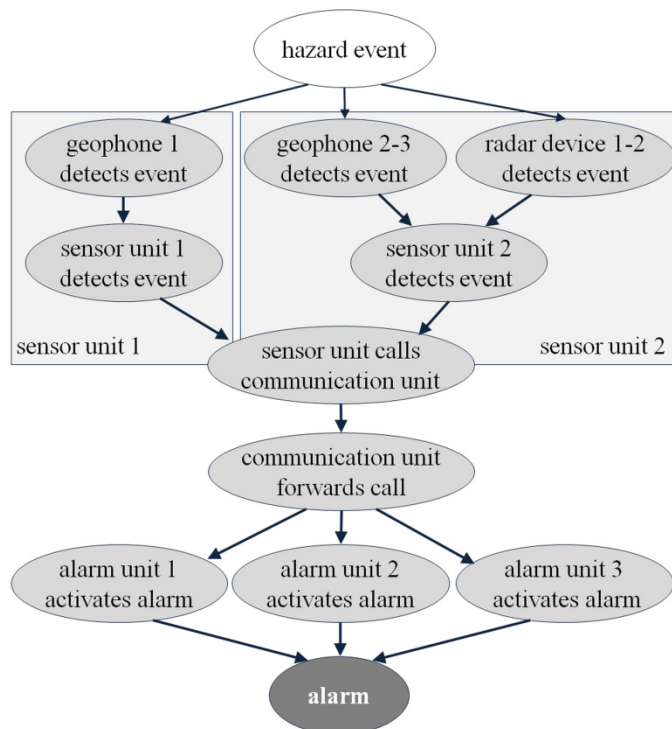 hazard event
geophone 1
detects event
geophone 2-3
detects event
radar device 1-2
detects event
sensor unit 1
detects event
sensor unit 2
detects event
sensor unit 1
sensor unit 2
sensor unit calls
communication unit
communication unit
forwards call
alarm unit 1
activates alarm
alarm unit 2
activates alarm
alarm unit 3
activates alarm
alarm